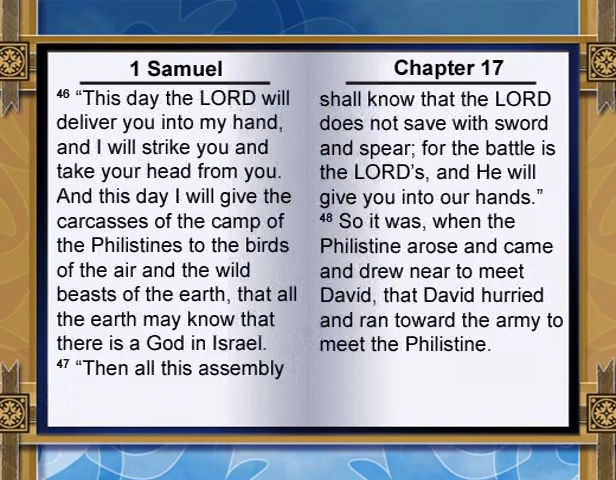 1 Samuel
⁴⁶ “This day the LORD will
deliver you into my hand,
and I will strike you and
take your head from you.
And this day I will give the
carcasses of the camp of
the Philistines to the birds
of the air and the wild
beasts of the earth, that all
the earth may know that
there is a God in Israel.
⁴⁷ “Then all this assembly
Chapter 17
shall know that the LORD
does not save with sword
and spear; for the battle is
the LORD’s, and He will
give you into our hands.”
⁴⁸ So it was, when the
Philistine arose and came
and drew near to meet
David, that David hurried
and ran toward the army to
meet the Philistine.